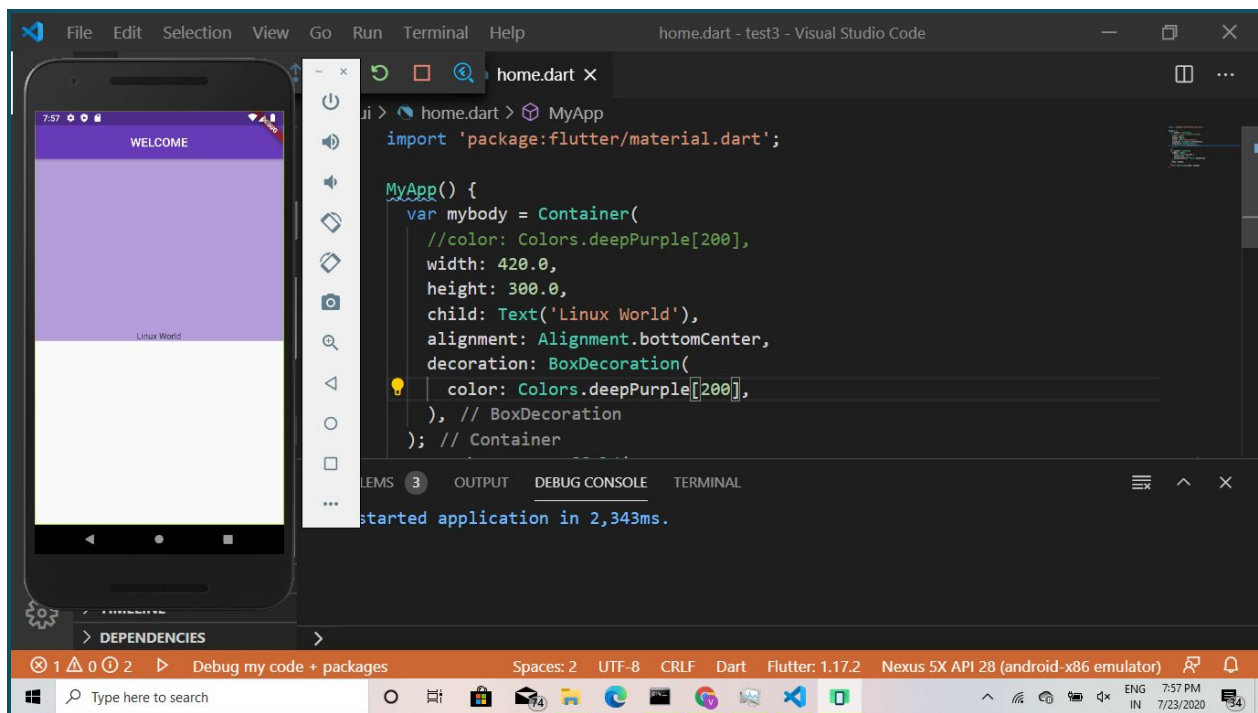 File Edit Selection View Go Run Terminal Help
home.dart - test3 - Visual Studio Code
home.dart
ui > home.dart > MyApp
import 'package:flutter/material.dart';
MyApp() {
var mybody = Container(
//color: Colors.deepPurple[200],
width: 420.0,
height: 300.0,
child: Text('Linux World'),
alignment: Alignment.bottomCenter,
decoration: BoxDecoration(
color: Colors.deepPurple[200],
), // BoxDecoration
); // Container
7:57
WELCOME
Linux World
LEMS 3 OUTPUT DEBUG CONSOLE TERMINAL
started application in 2,343ms.
TIMELINE
> DEPENDENCIES
>
1 0 2 Debug my code + packages Spaces: 2 UTF-8 CRLF Dart Flutter: 1.17.2 Nexus 5X API 28 (android-x86 emulator)
Type here to search
74
ENG
IN
7:57 PM
7/23/2020
34